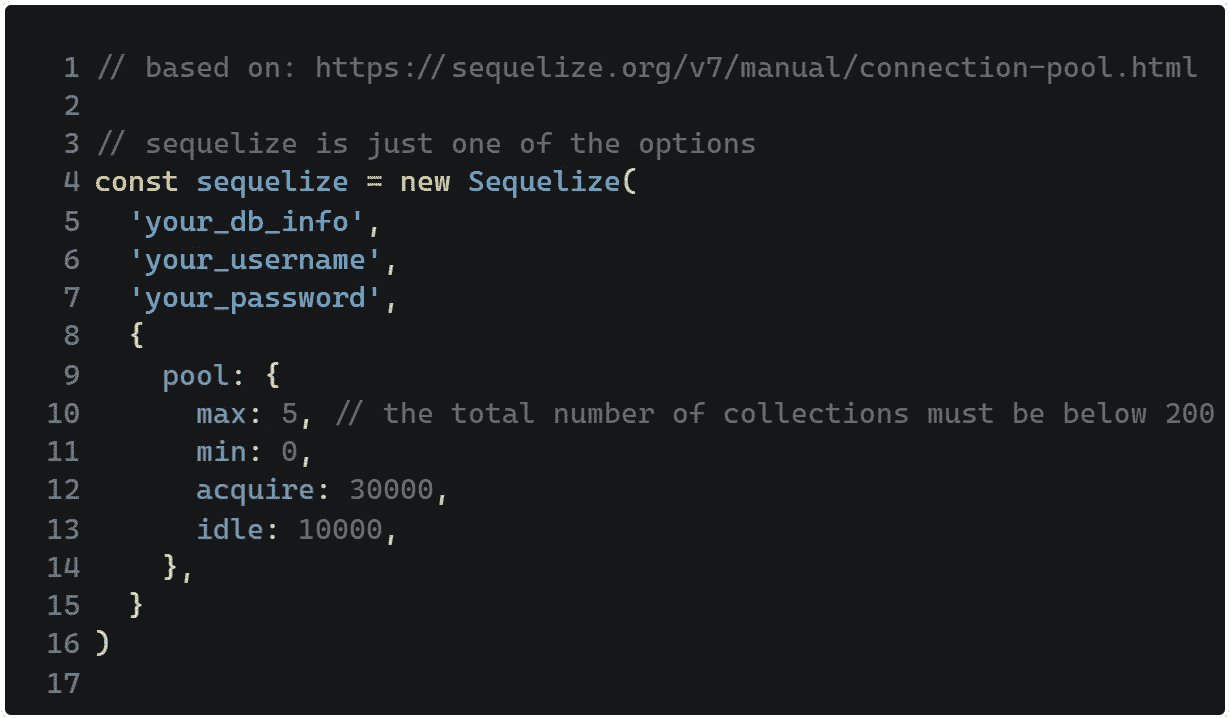 1 // based on: https://sequelize.org/v7/manual/connection-pool.html
2
3 // sequelize is just one of the options
4 const sequelize = new Sequelize(
5   'your_db_info',
6   'your_username',
7   'your_password',
8   {
9     pool: {
10       max: 5, // the total number of collections must be below 200
11       min: 0,
12       acquire: 30000,
13       idle: 10000,
14     },
15   }
16 )
17